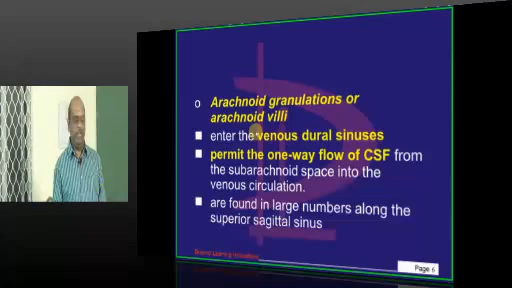 o Arachnoid granulations or
arachnoid villi
■ enter the venous dural sinuses
■ permit the one-way flow of CSF from
the subarachnoid space into the
venous circulation.
■ are found in large numbers along the
superior sagittal sinus
Page 6